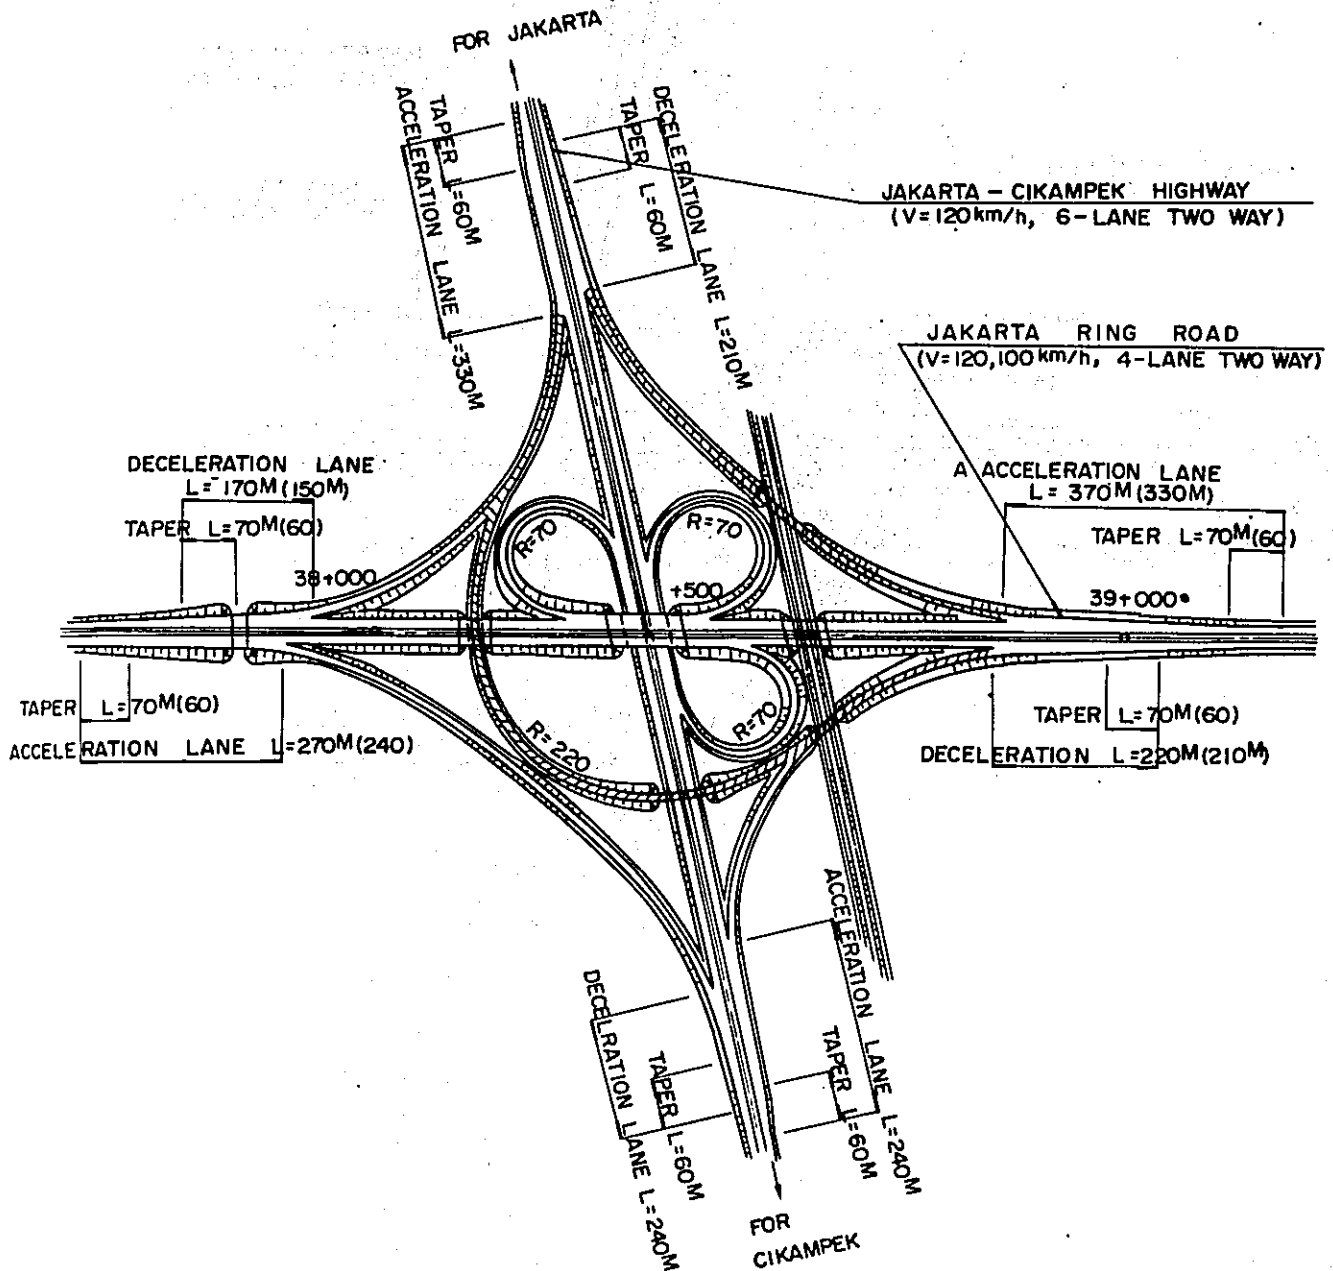 FOR JAKARTA
TAPER L=60M
ACCELERATION LANE L=330M
DECELERATION LANE L=210M
TAPER L=60M
JAKARTA - CIKAMPEK HIGHWAY
(V=120km/h, 6-LANE TWO WAY)
JAKARTA RING ROAD
(V=120,100km/h, 4-LANE TWO WAY)
DECELERATION LANE
L=170M(150M)
TAPER L=70M(60)
A ACCELERATION LANE
L= 370M(330M)
TAPER L=70M(60)
R=70
R=70
38+000
+500
39+000
TAPER L=70M(60)
ACCELERATION LANE L=270M(240)
R=220
R=70
TAPER L=70M(60)
DECELERATION L=220M(210M)
ACCELERATION LANE L=240M
TAPER L=60M
DECELRATION LANE L=240M
TAPER L=60M
FOR
CIKAMPEK